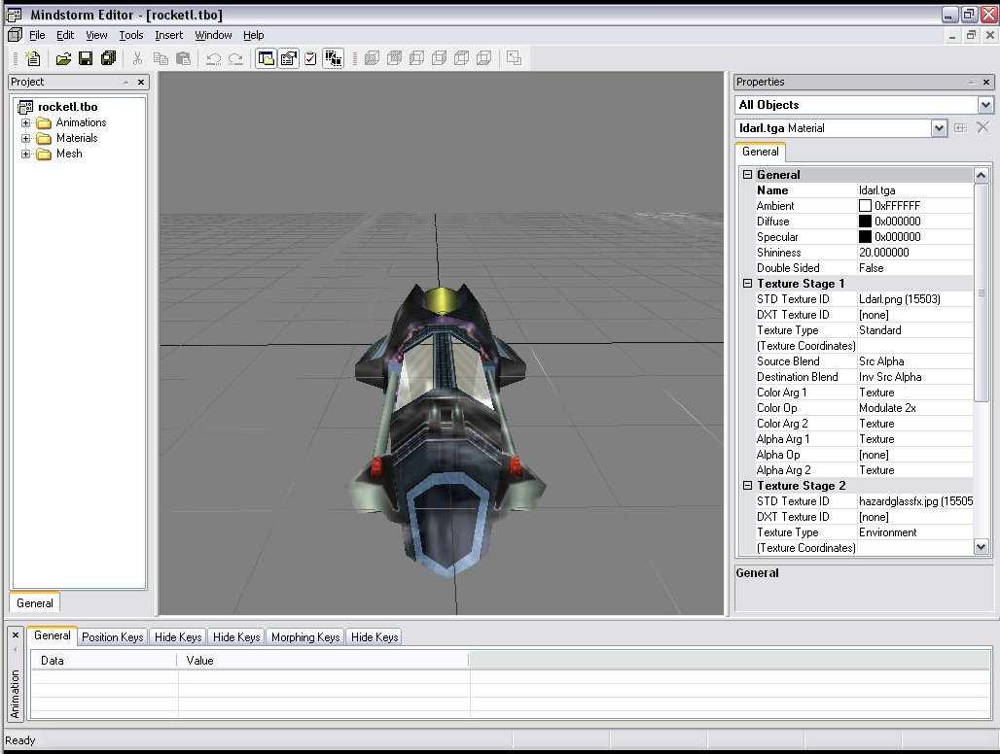 Mindstorm Editor - [rocketl.tbo]
File Edit View Tools Insert Window Help
Project
rocketl.tbo
Animations
Materials
Mesh
General
Properties
All Objects
ldarl.tga Material
General
General
Name ldarl.tga
Ambient 0xFFFFFF
Diffuse 0x000000
Specular 0x000000
Shininess 20.000000
Double Sided False
Texture Stage 1
STD Texture ID Ldarl.png (15503)
DXT Texture ID [none]
Texture Type Standard
(Texture Coordinates)
Source Blend Src Alpha
Destination Blend Inv Src Alpha
Color Arg 1 Texture
Color Op Modulate 2x
Color Arg 2 Texture
Alpha Arg 1 Texture
Alpha Op [none]
Alpha Arg 2 Texture
Texture Stage 2
STD Texture ID hazardglassfx.jpg (15505
DXT Texture ID [none]
Texture Type Environment
(Texture Coordinates)
General
Animation
General Position Keys Hide Keys Hide Keys Morphing Keys Hide Keys
Data Value
Ready